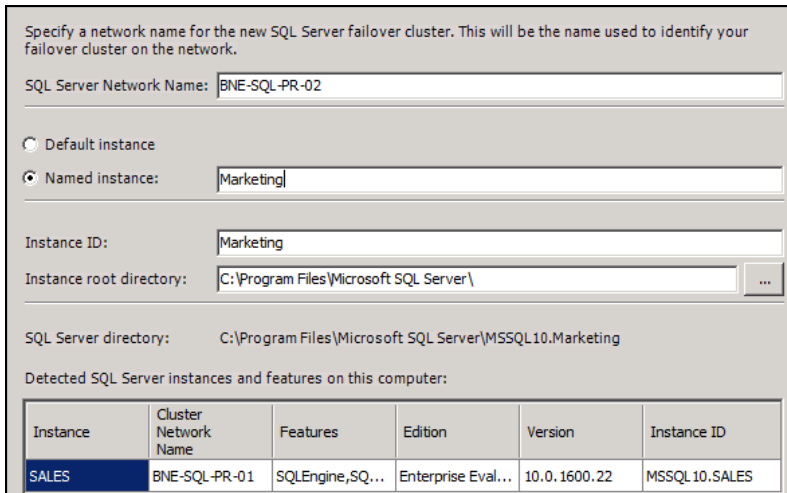 Specify a network name for the new SQL Server failover cluster. This will be the name used to identify your
failover cluster on the network.
SQL Server Network Name: BNE-SQL-PR-02
Default instance
Named instance: Marketing
Instance ID: Marketing
Instance root directory: C:\Program Files\Microsoft SQL Server\ ...
SQL Server directory: C:\Program Files\Microsoft SQL Server\MSSQL10.Marketing
Detected SQL Server instances and features on this computer:
Instance Cluster Network Name Features Edition Version Instance ID
SALES BNE-SQL-PR-01 SQLEngine,SQ... Enterprise Eval... 10.0.1600.22 MSSQL10.SALES